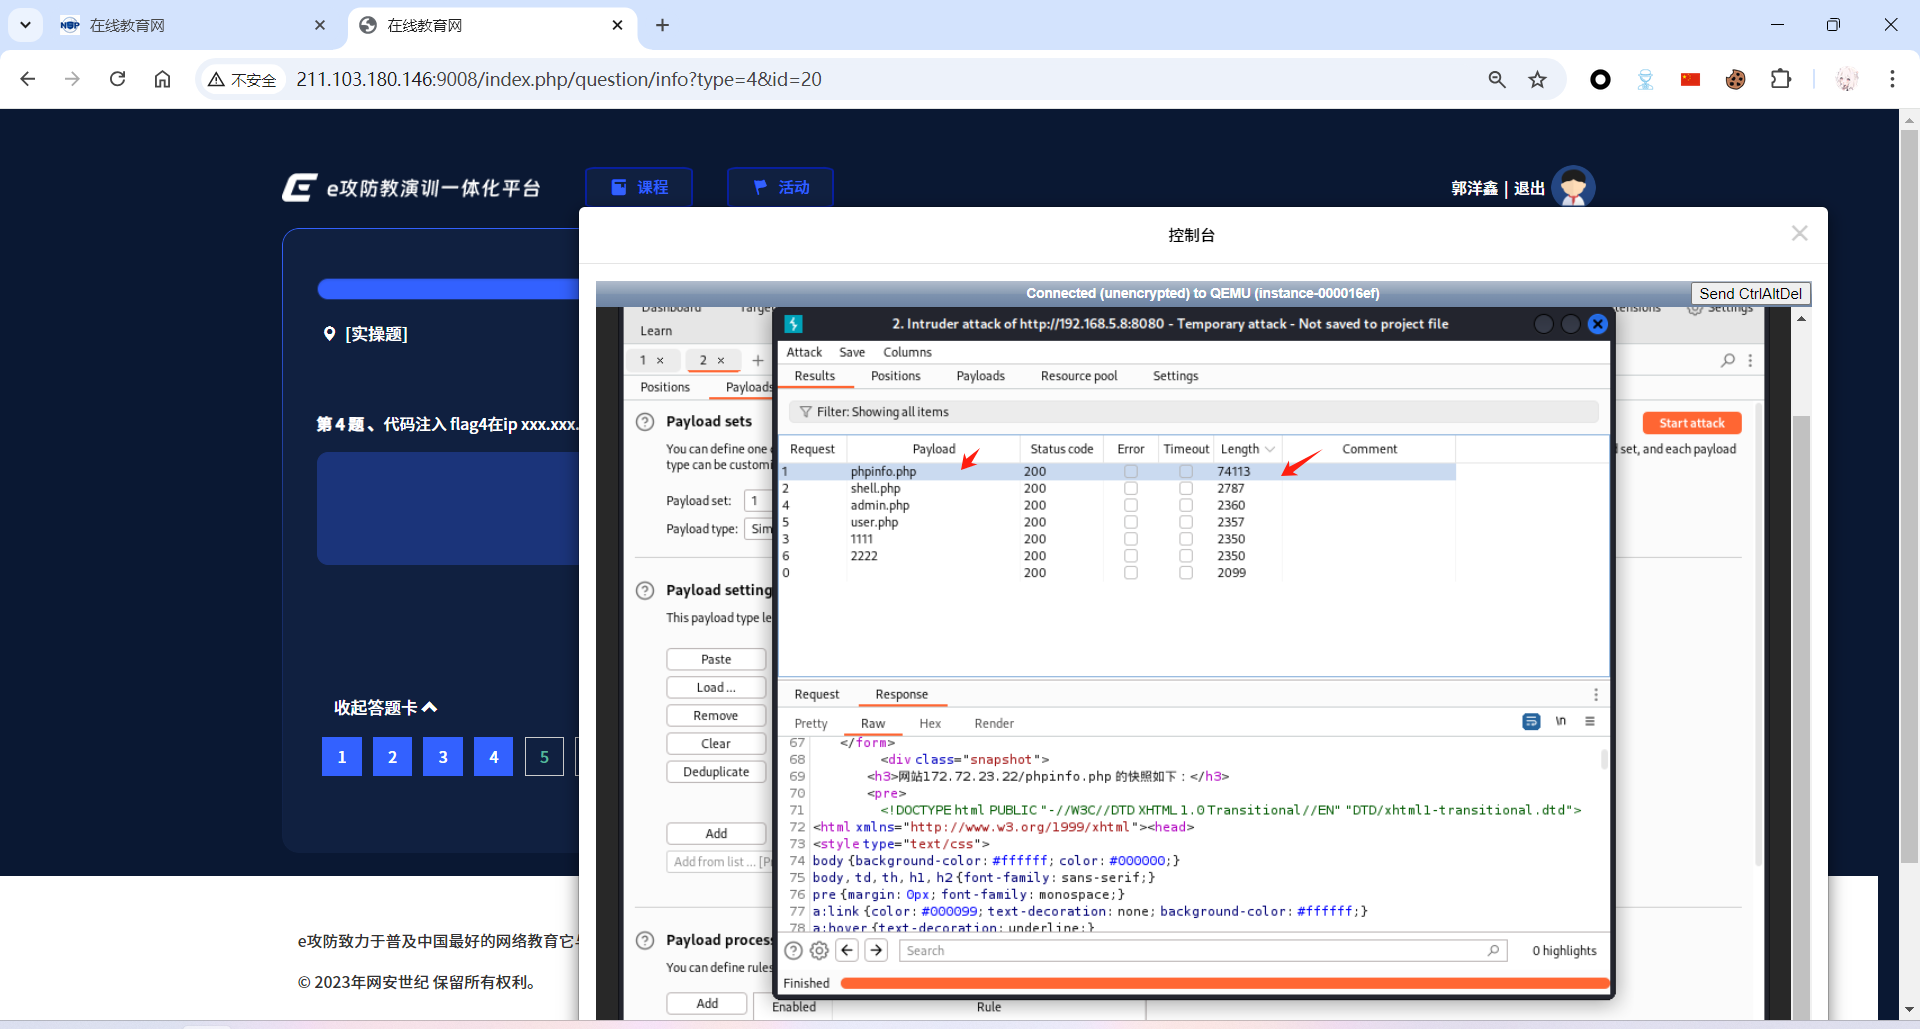 在线教育网
在线教育网
不安全
211.103.180.146:9008/index.php/question/info?type=4&id=20
e攻防教演训一体化平台
课程
活动
郭洋鑫 | 退出
[实操题]
第 4 题 、代码注入 flag4在ip xxx.xxx.
收起答题卡
1 2 3 4 5
e攻防致力于普及中国最好的网络教育它
© 2023年网安世纪 保留所有权利。
控制台
Connected (unencrypted) to QEMU (instance-000016ef)
Send CtrlAltDel
Dashboard
Learn
Settings
1 ×
2 ×
+
Positions
Payloads
Payload sets
You can define one
type can be customi
Payload set: 1
Payload type: Sim
Start attack
set, and each payload
Payload setting
This payload type le
Paste
Load ...
Remove
Clear
Deduplicate
Add
Add from list ... [P
Payload process
You can define rules
Add
Enabled
Rule
2. Intruder attack of http://192.168.5.8:8080 - Temporary attack - Not saved to project file
Attack Save Columns
Results Positions Payloads Resource pool Settings
Filter: Showing all items
Request Payload Status code Error Timeout Length Comment
1 phpinfo.php 200 74113
2 shell.php 200 2787
4 admin.php 200 2360
5 user.php 200 2357
3 1111 200 2350
6 2222 200 2350
0 200 2099
Request Response
Pretty Raw Hex Render
\n
67 </form>
68 <div class="snapshot">
69 <h3>网站172.72.23.22/phpinfo.php 的快照如下：</h3>
70 <pre>
71 <!DOCTYPE html PUBLIC "-//W3C//DTD XHTML 1.0 Transitional//EN" "DTD/xhtml1-transitional.dtd">
72 <html xmlns="http://www.w3.org/1999/xhtml"><head>
73 <style type="text/css">
74 body {background-color: #ffffff; color: #000000;}
75 body, td, th, h1, h2 {font-family: sans-serif;}
76 pre {margin: 0px; font-family: monospace;}
77 a:link {color: #000099; text-decoration: none; background-color: #ffffff;}
78 a:hover {text-decoration: underline;}
Search
0 highlights
Finished